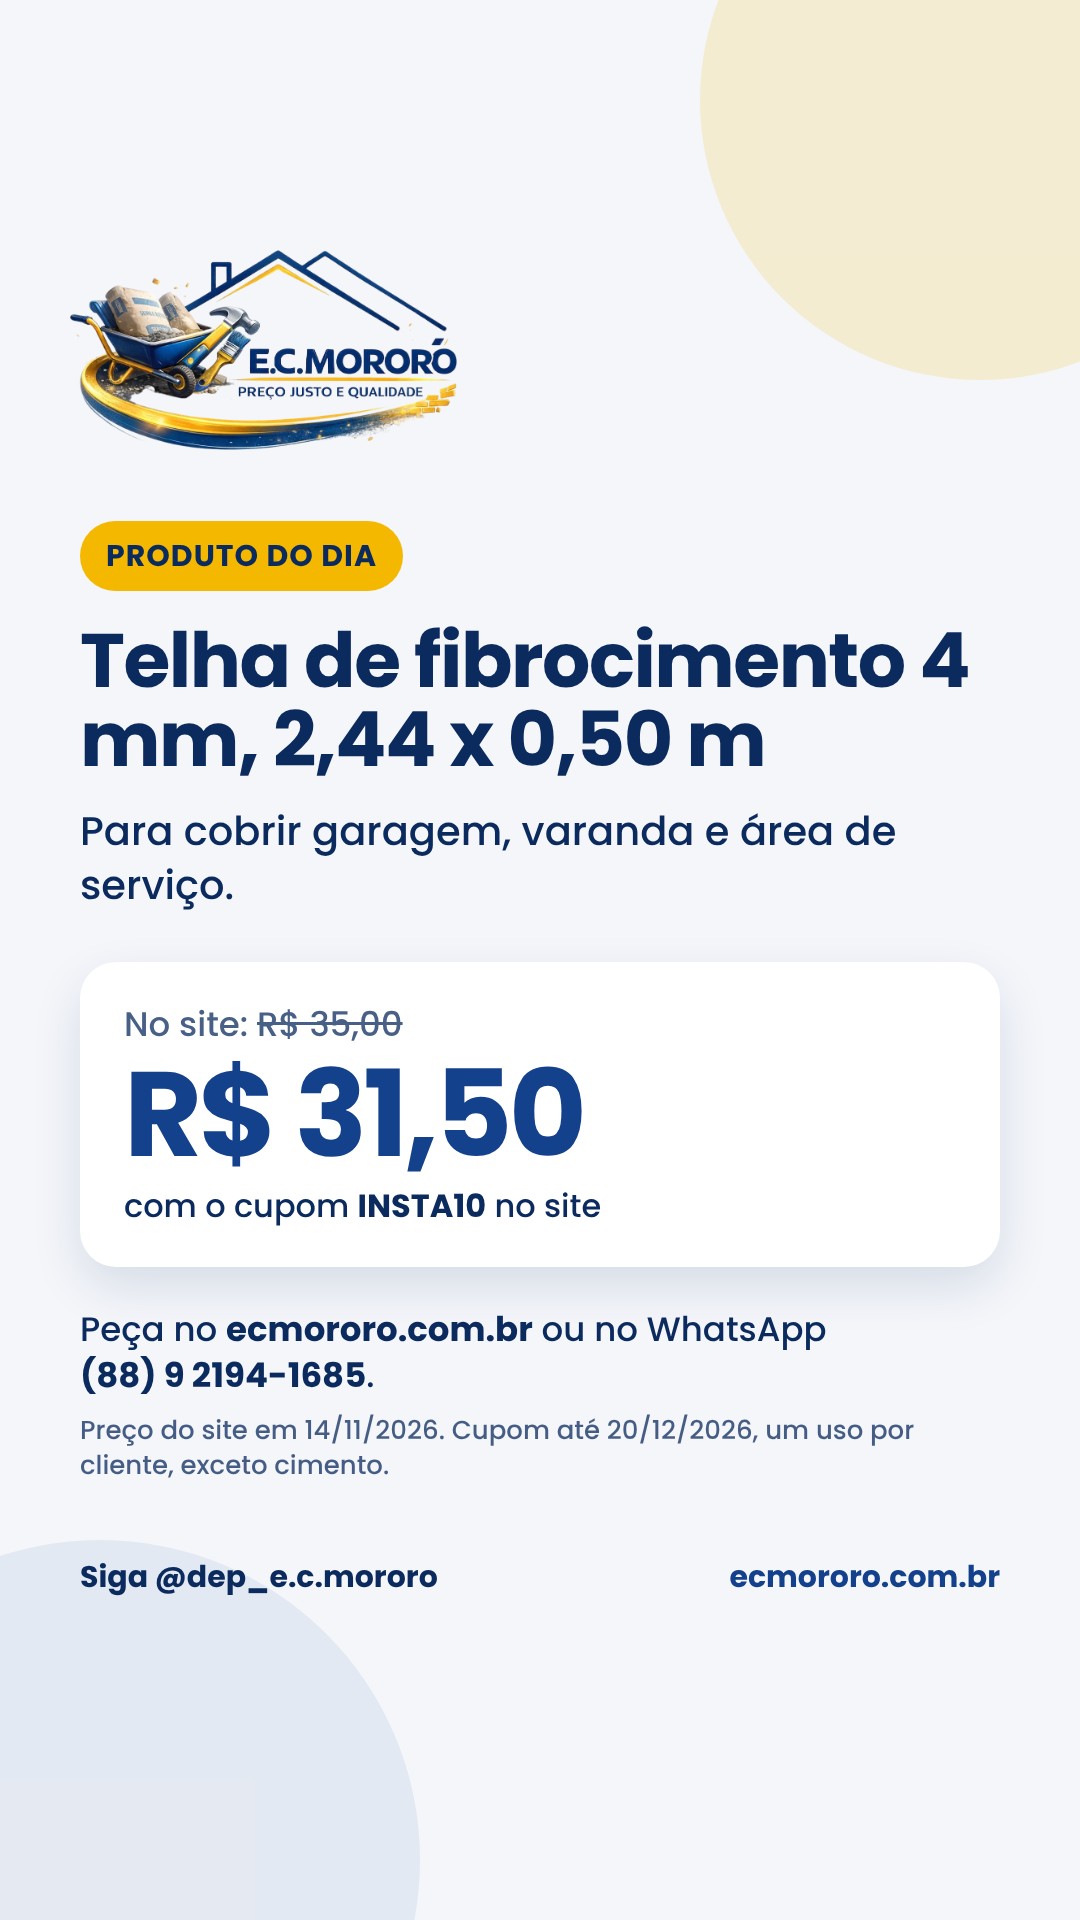 E.C.MORORÓ
PREÇO JUSTO E QUALIDADE
PRODUTO DO DIA
Telha de fibrocimento 4
mm, 2,44 x 0,50 m
Para cobrir garagem, varanda e área de
serviço.
No site: R$ 35,00
R$ 31,50
com o cupom INSTA10 no site
Peça no ecmororo.com.br ou no WhatsApp
(88) 9 2194-1685.
Preço do site em 14/11/2026. Cupom até 20/12/2026, um uso por
cliente, exceto cimento.
Siga @dep_e.c.mororo
ecmororo.com.br